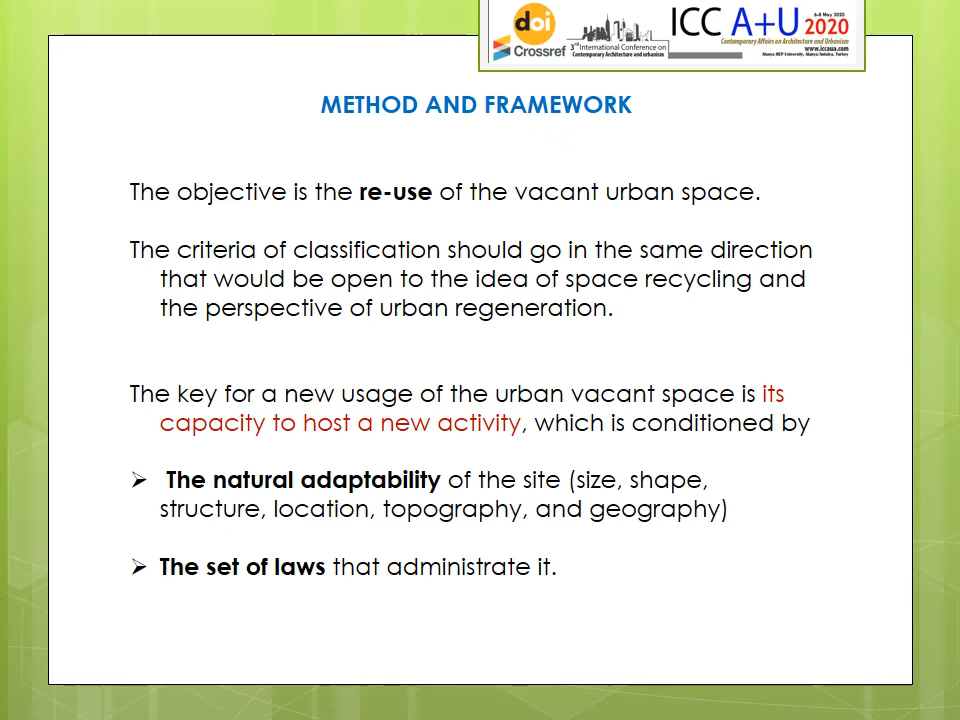 doi
Crossref
3rd International Conference on
Contemporary Architecture and urbanism
ICC A+U 2020
6-8 May 2020
Contemporary Affairs on Architecture and Urbanism
www.iccaua.com
Alanya HEP University, Alanya, Antalya, Turkey
METHOD AND FRAMEWORK
The objective is the re-use of the vacant urban space.
The criteria of classification should go in the same direction
that would be open to the idea of space recycling and
the perspective of urban regeneration.
The key for a new usage of the urban vacant space is its
capacity to host a new activity, which is conditioned by
➢ The natural adaptability of the site (size, shape,
structure, location, topography, and geography)
➢ The set of laws that administrate it.